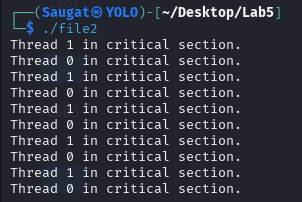 ┌──(Saugat㉿YOLO)-[~/Desktop/Lab5]
└─$ ./file2
Thread 1 in critical section.
Thread 0 in critical section.
Thread 1 in critical section.
Thread 0 in critical section.
Thread 1 in critical section.
Thread 0 in critical section.
Thread 1 in critical section.
Thread 0 in critical section.
Thread 1 in critical section.
Thread 0 in critical section.